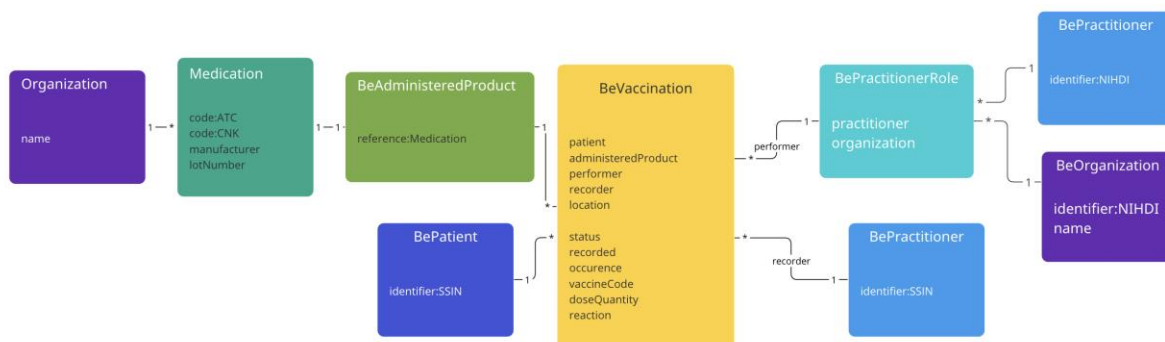 Organization
name
1
*
Medication
code:ATC
code:CNK
manufacturer
lotNumber
1
1
BeAdministeredProduct
reference:Medication
1
*
BePatient
identifier:SSIN
1
*
BeVaccination
patient
administeredProduct
performer
recorder
location
status
recorded
occurence
vaccineCode
doseQuantity
reaction
*
performer
1
*
recorder
1
BePractitionerRole
practitioner
organization
*
1
*
1
BePractitioner
identifier:NIHDI
BeOrganization
identifier:NIHDI
name
BePractitioner
identifier:SSIN